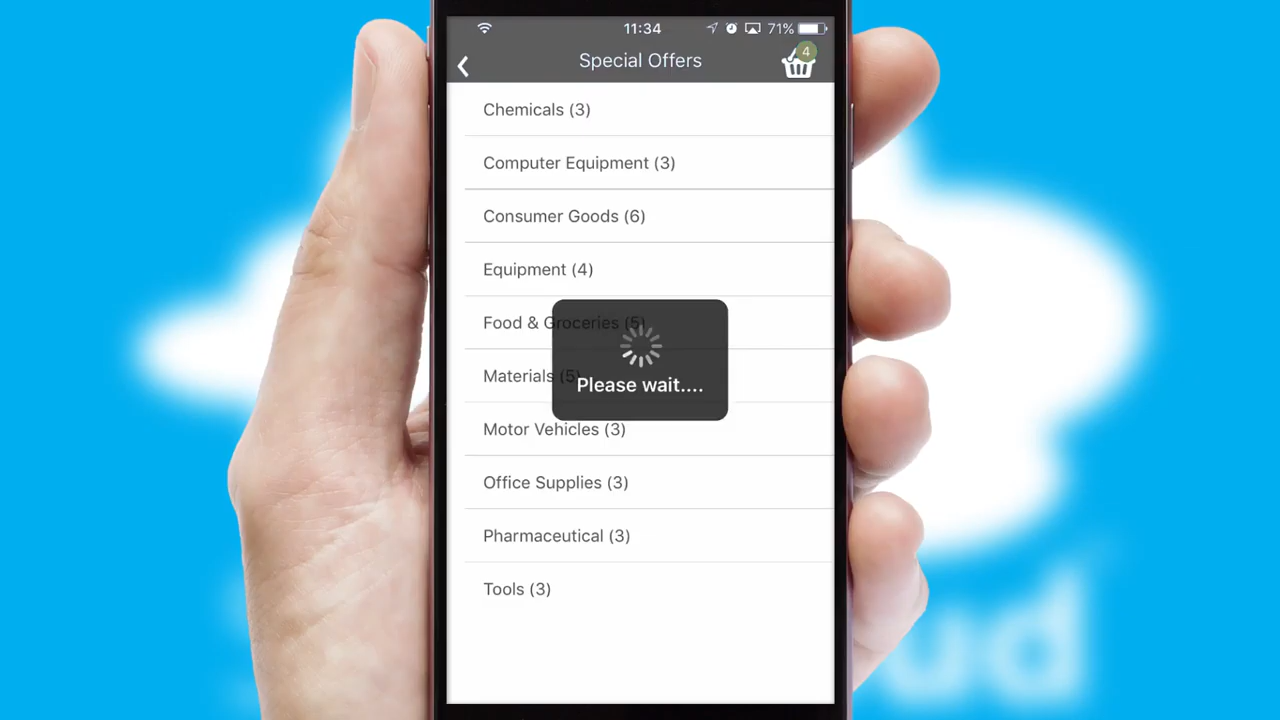 11:34
71%
Special Offers
4
Chemicals (3)
Computer Equipment (3)
Consumer Goods (6)
Equipment (4)
Food & Groceries (5)
Materials (5)
Please wait....
Motor Vehicles (3)
Office Supplies (3)
Pharmaceutical (3)
Tools (3)